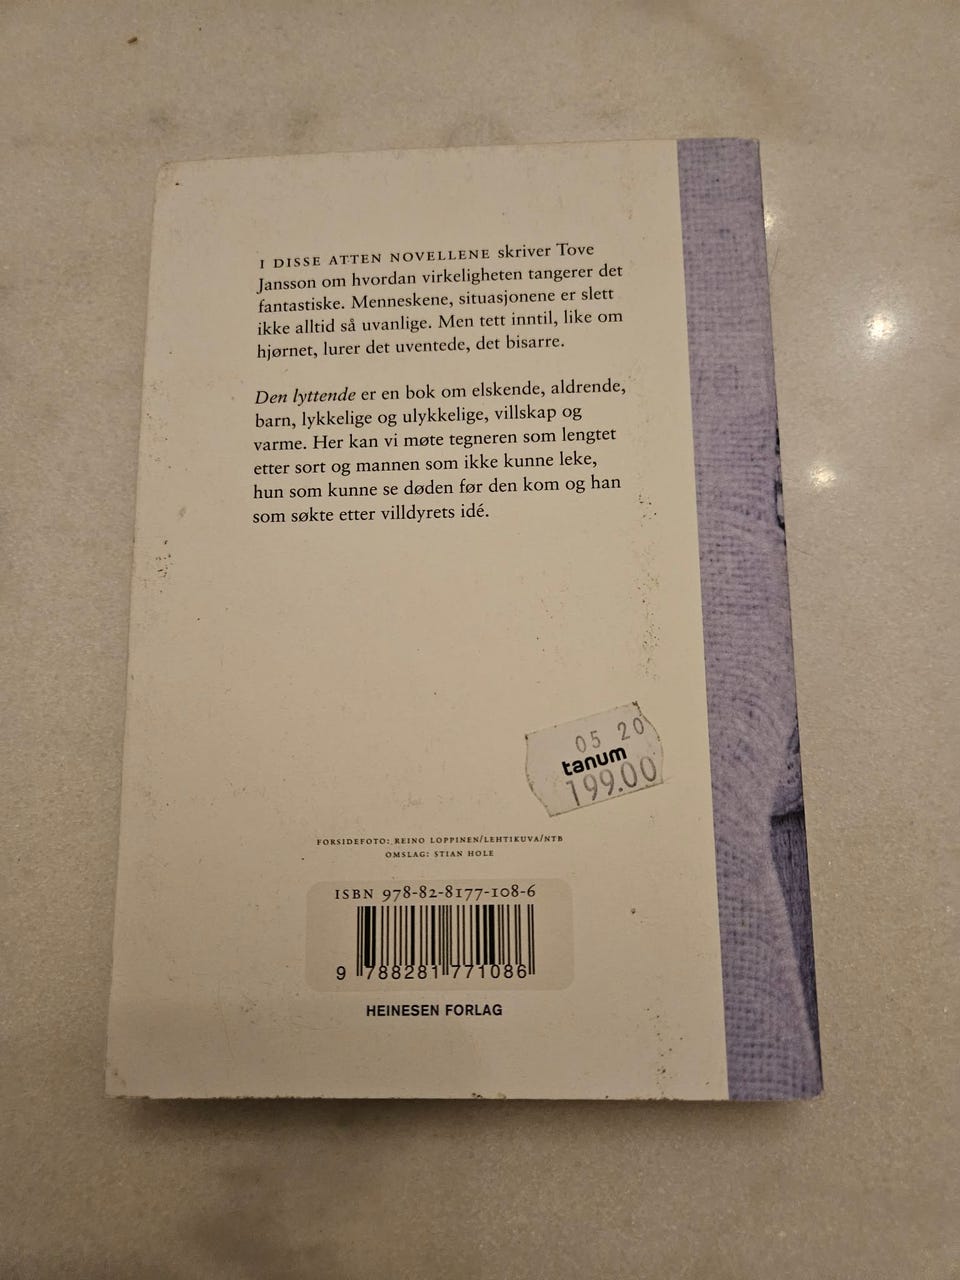 I DISSE ATTEN NOVELLENE skriver Tove
Jansson om hvordan virkeligheten tangerer det
fantastiske. Menneskene, situasjonene er slett
ikke alltid så uvanlige. Men tett inntil, like om
hjørnet, lurer det uventede, det bisarre.
Den lyttende er en bok om elskende, aldrende,
barn, lykkelige og ulykkelige, villskap og
varme. Her kan vi møte tegneren som lengtet
etter sort og mannen som ikke kunne leke,
hun som kunne se døden før den kom og han
som søkte etter villdyrets idé.
05 20
tanum
199.00
FORSIDEFOTO: REINO LOPPINEN/LEHTIKUVA/NTB
OMSLAG: STIAN HOLE
ISBN 978-82-8177-108-6
9 788281 771086
HEINESEN FORLAG